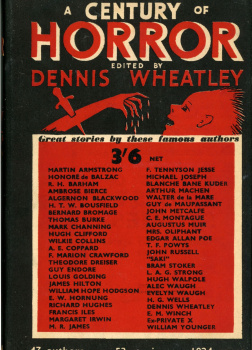 A CENTURY OF
HORROR
EDITED BY
DENNIS WHEATLEY
Great stories by these famous authors
3'6 NET
MARTIN ARMSTRONG
HONORÉ de BALZAC
R. H. BARHAM
AMBROSE BIERCE
ALGERNON BLACKWOOD
H. T. W. BOUSFIELD
BERNARD BROMAGE
THOMAS BURKE
MARK CHANNING
HUGH CLIFFORD
WILKIE COLLINS
A. E. COPPARD
F. MARION CRAWFORD
THEODORE DREISER
GUY ENDORE
LOUIS GOLDING
JAMES HILTON
WILLIAM HOPE HODGSON
E. W. HORNUNG
RICHARD HUGHES
FRANCIS ILES
MARGARET IRWIN
M. R. JAMES
F. TENNYSON JESSE
MICHAEL JOSEPH
BLANCHE BANE KUDER
ARTHUR MACHEN
WALTER de la MARE
GUY de MAUPASSANT
JOHN METCALFE
C. E. MONTAGUE
AUGUSTUS MUIR
MRS. OLIPHANT
EDGAR ALLAN POE
T. F. POWYS
JOHN RUSSELL
"SAKI"
BRAM STOKER
L. A. G. STRONG
HUGH WALPOLE
ALEC WAUGH
EVELYN WAUGH
H. G. WELLS
DENNIS WHEATLEY
E. M. WINCH
Ex-PRIVATE X
WILLIAM YOUNGER